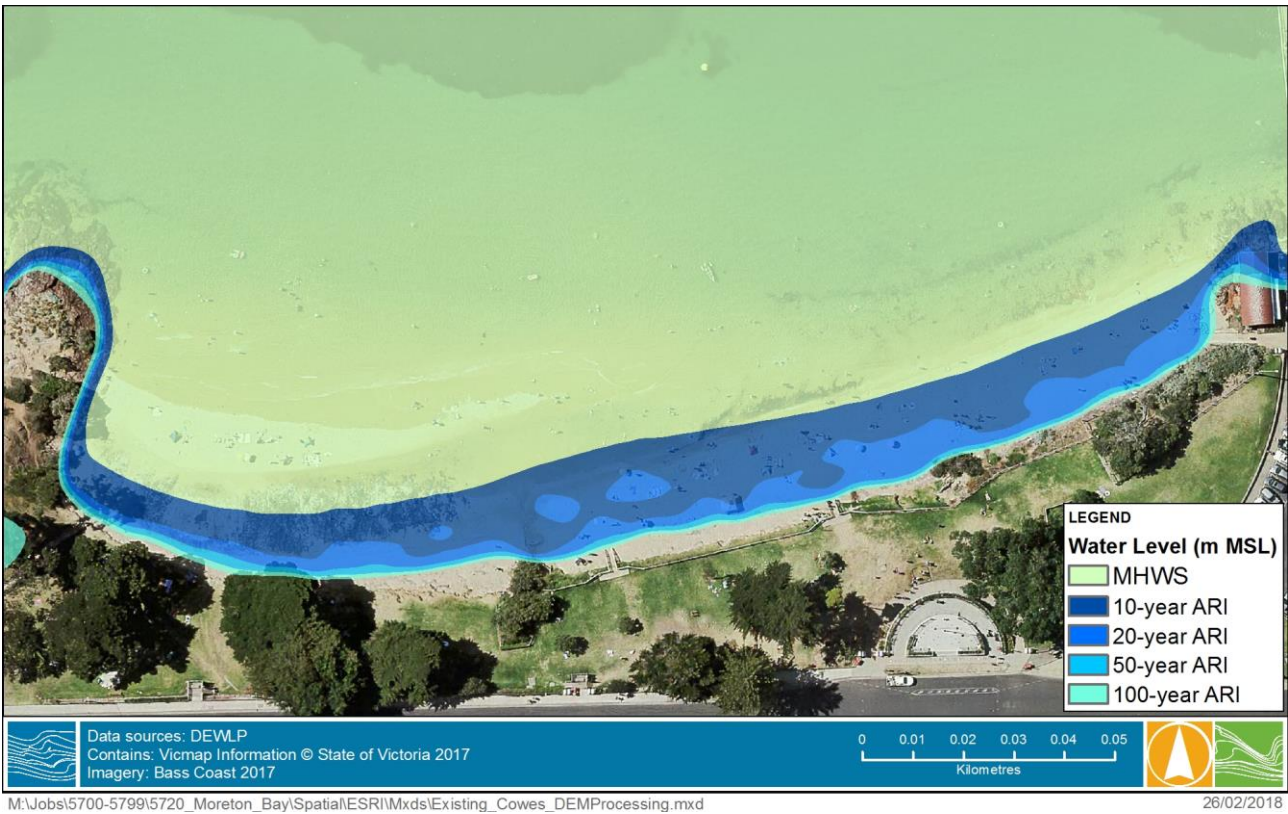 LEGEND
Water Level (m MSL)
MHWS
10-year ARI
20-year ARI
50-year ARI
100-year ARI
Data sources: DEWLP
Contains: Vicmap Information © State of Victoria 2017
Imagery: Bass Coast 2017
0 0.01 0.02 0.03 0.04 0.05
Kilometres
M:\Jobs\5700-5799\5720_Moreton_Bay\Spatial\ESRI\Mxds\Existing_Cowes_DEMProcessing.mxd
26/02/2018